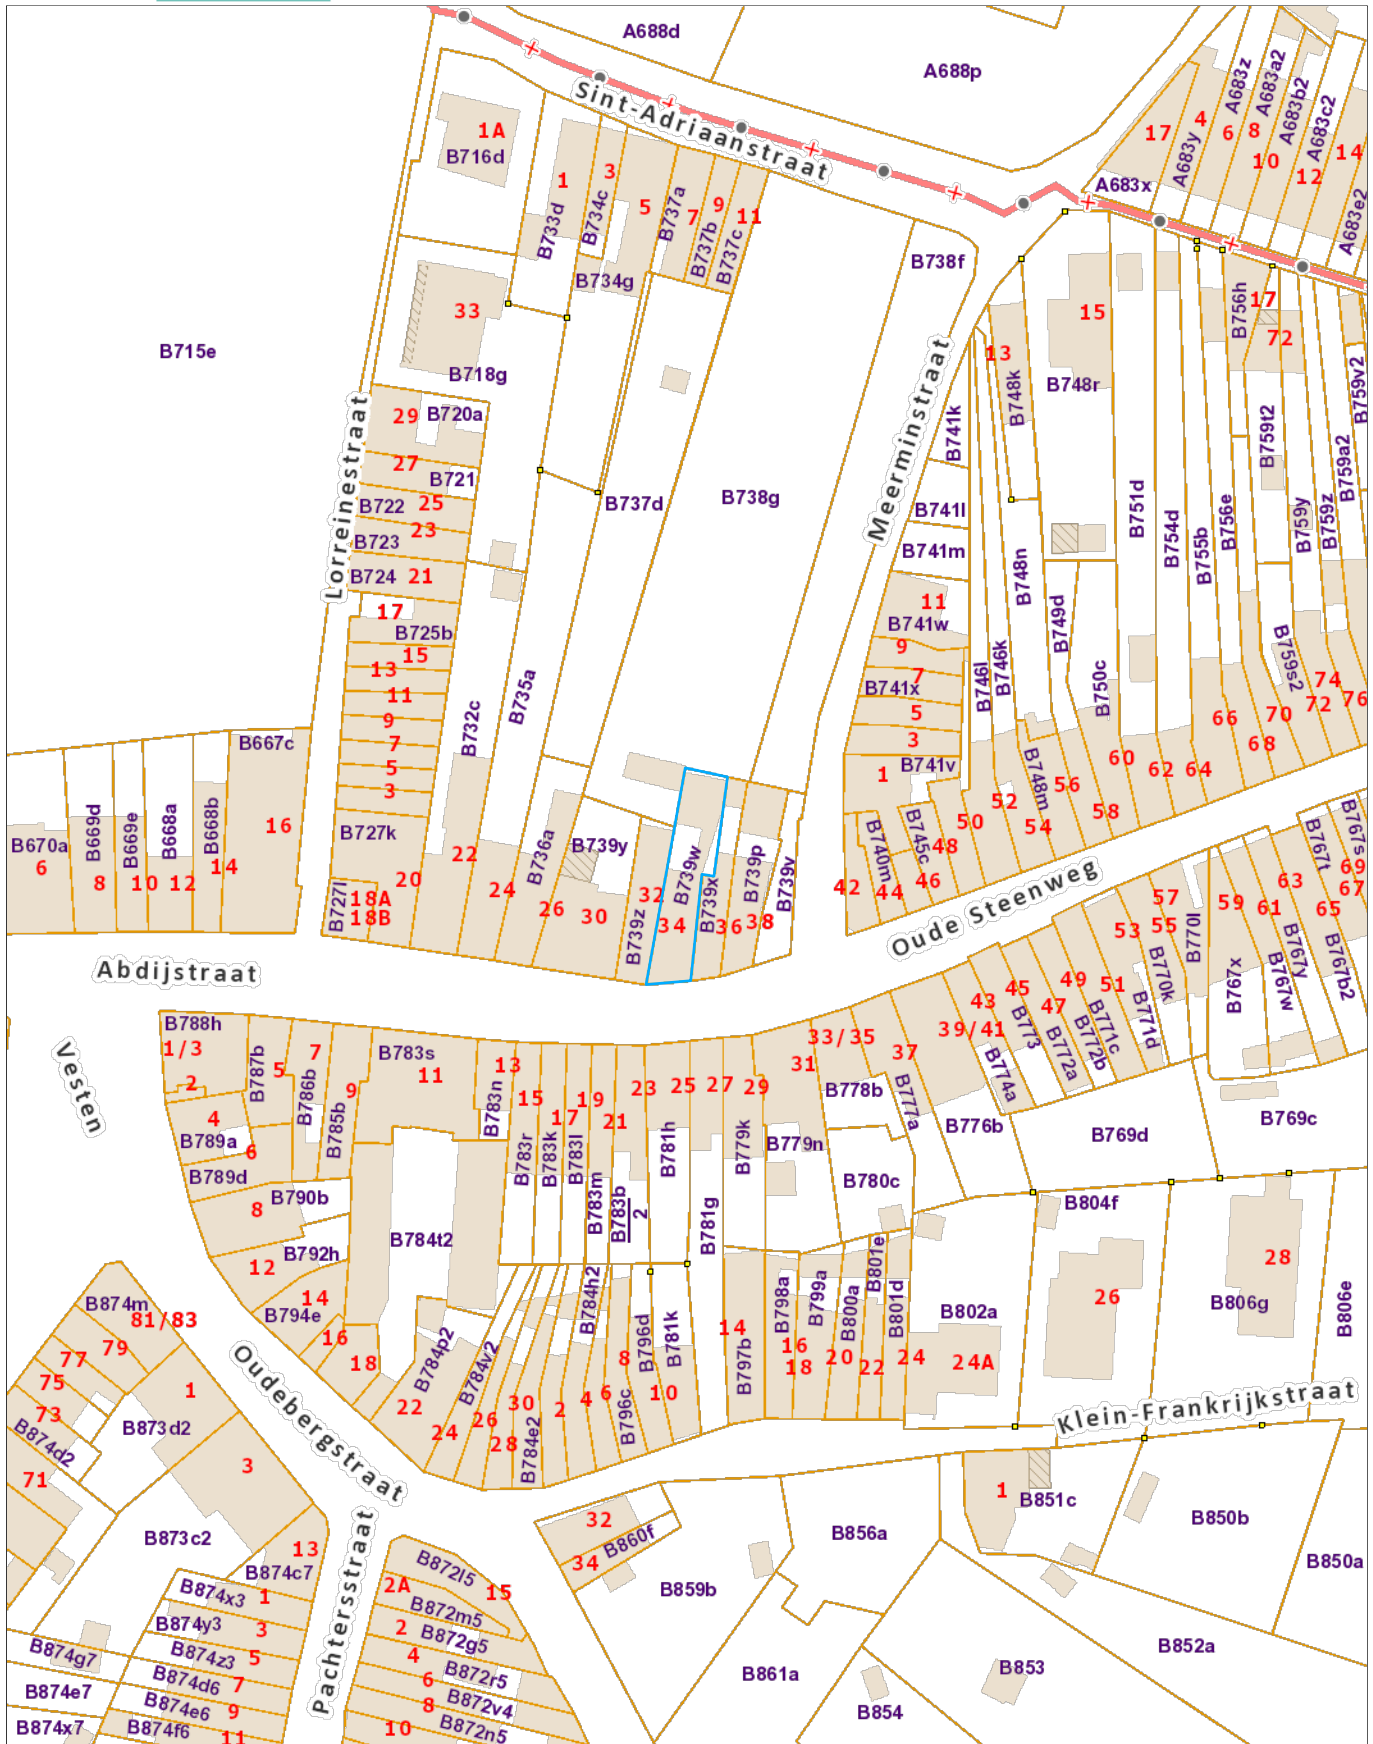 A688d
A688p
Sint-Adriaanstraat
A683z
A683a2
A683b2
A683c2
A683y
A683x
A683e2
17
4
6
8
10
12
14
1A
B716d
1
B733d
3
B734c
5
B734g
B737a
7
9
B737b
11
B737c
B738f
B715e
33
B718g
Meerminstraat
13
B748k
15
B748r
B756h
17
72
B759v2
Lorreinestraat
29
B720a
27
B721
B722
25
23
B723
B724
21
17
B725b
15
13
11
9
7
5
3
B727k
B737d
B738g
B741k
B741l
B741m
11
B741w
9
7
B741x
5
3
B741v
1
B746l
B746k
B748n
B749d
B750c
B751d
B754d
B755b
B756e
B759t2
B759y
B759z
B759a2
B759s2
B732c
B735a
66
70
68
72
74
76
60
62
64
56
58
B748m
52
54
50
B745c
48
46
B740m
44
42
B667c
B670a
6
B669d
8
B669e
10
B668a
12
B668b
14
16
B727l
18A
18B
20
22
24
B736a
26
B739y
30
32
B739z
34
B739w
B739x
36
B739p
38
B739v
Abdijstraat
Oude Steenweg
B767s
B767t
69
67
63
65
61
59
57
55
53
B770l
B770k
B767x
B767w
B767y
B767b2
51
B771d
49
B771c
47
B772b
B772a
45
B773
43
39/41
B774a
37
33/35
31
B778b
B777a
B776b
B769d
B769c
Vesten
B788h
1/3
2
B787b
5
7
B786b
9
B785b
B783s
11
13
B783n
15
B783r
17
B783k
19
B783l
21
B783m
B783b
2
23
25
B781h
27
B781g
29
B779k
B779n
B780c
4
B789a
6
B789d
B790b
8
B792h
12
14
B794e
16
18
B784t2
B784p2
22
B784v2
24
26
28
30
B784e2
2
4
6
B784h2
8
B796c
B796d
10
B781k
14
B797b
B798a
16
18
B799a
20
B800a
22
B801e
B801d
24
B802a
24A
B804f
26
28
B806g
B806e
B874m
81/83
79
77
75
73
B874d2
71
1
B873d2
3
B873c2
Oudebergstraat
Klein-Frankrijkstraat
1
B851c
B850b
B850a
B856a
B852a
32
B860f
34
B859b
B861a
B853
B854
13
B874c7
B874x3
1
B874y3
3
B874z3
5
B874d6
7
B874e6
9
B874f6
11
B874g7
B874e7
B874x7
Pachtersstraat
B872l5
15
2A
B872m5
2
B872g5
4
B872r5
6
B872v4
8
B872n5
10